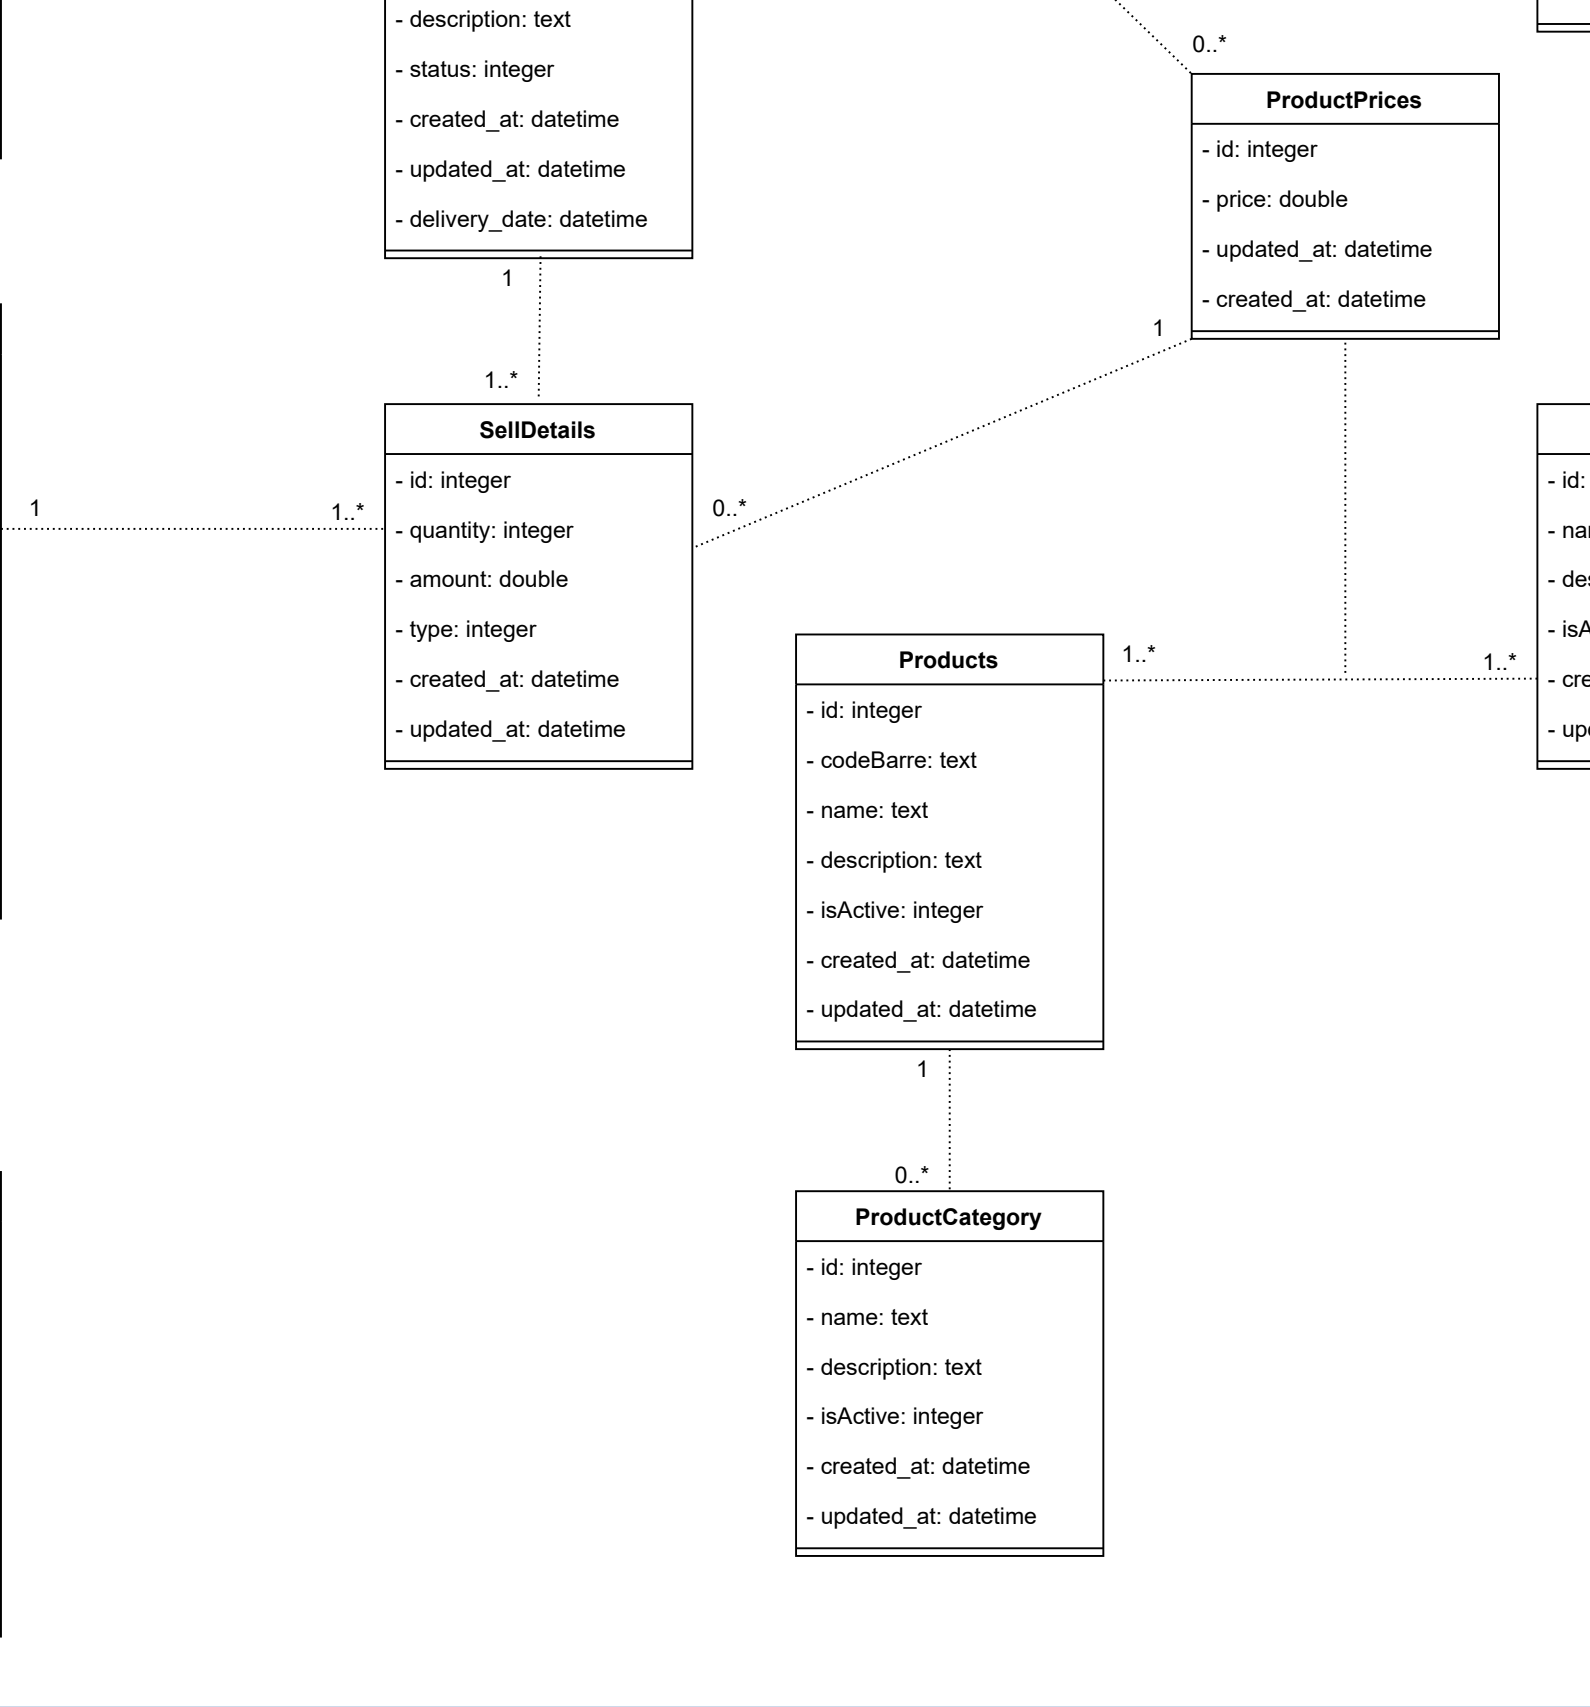 - description: text
- status: integer
- created_at: datetime
- updated_at: datetime
- delivery_date: datetime
1
1..*
SellDetails
- id: integer
- quantity: integer
- amount: double
- type: integer
- created_at: datetime
- updated_at: datetime
1
1..*
0..*
0..*
ProductPrices
- id: integer
- price: double
- updated_at: datetime
- created_at: datetime
1
Products
- id: integer
- codeBarre: text
- name: text
- description: text
- isActive: integer
- created_at: datetime
- updated_at: datetime
1..*
1..*
1
0..*
ProductCategory
- id: integer
- name: text
- description: text
- isActive: integer
- created_at: datetime
- updated_at: datetime
- id: